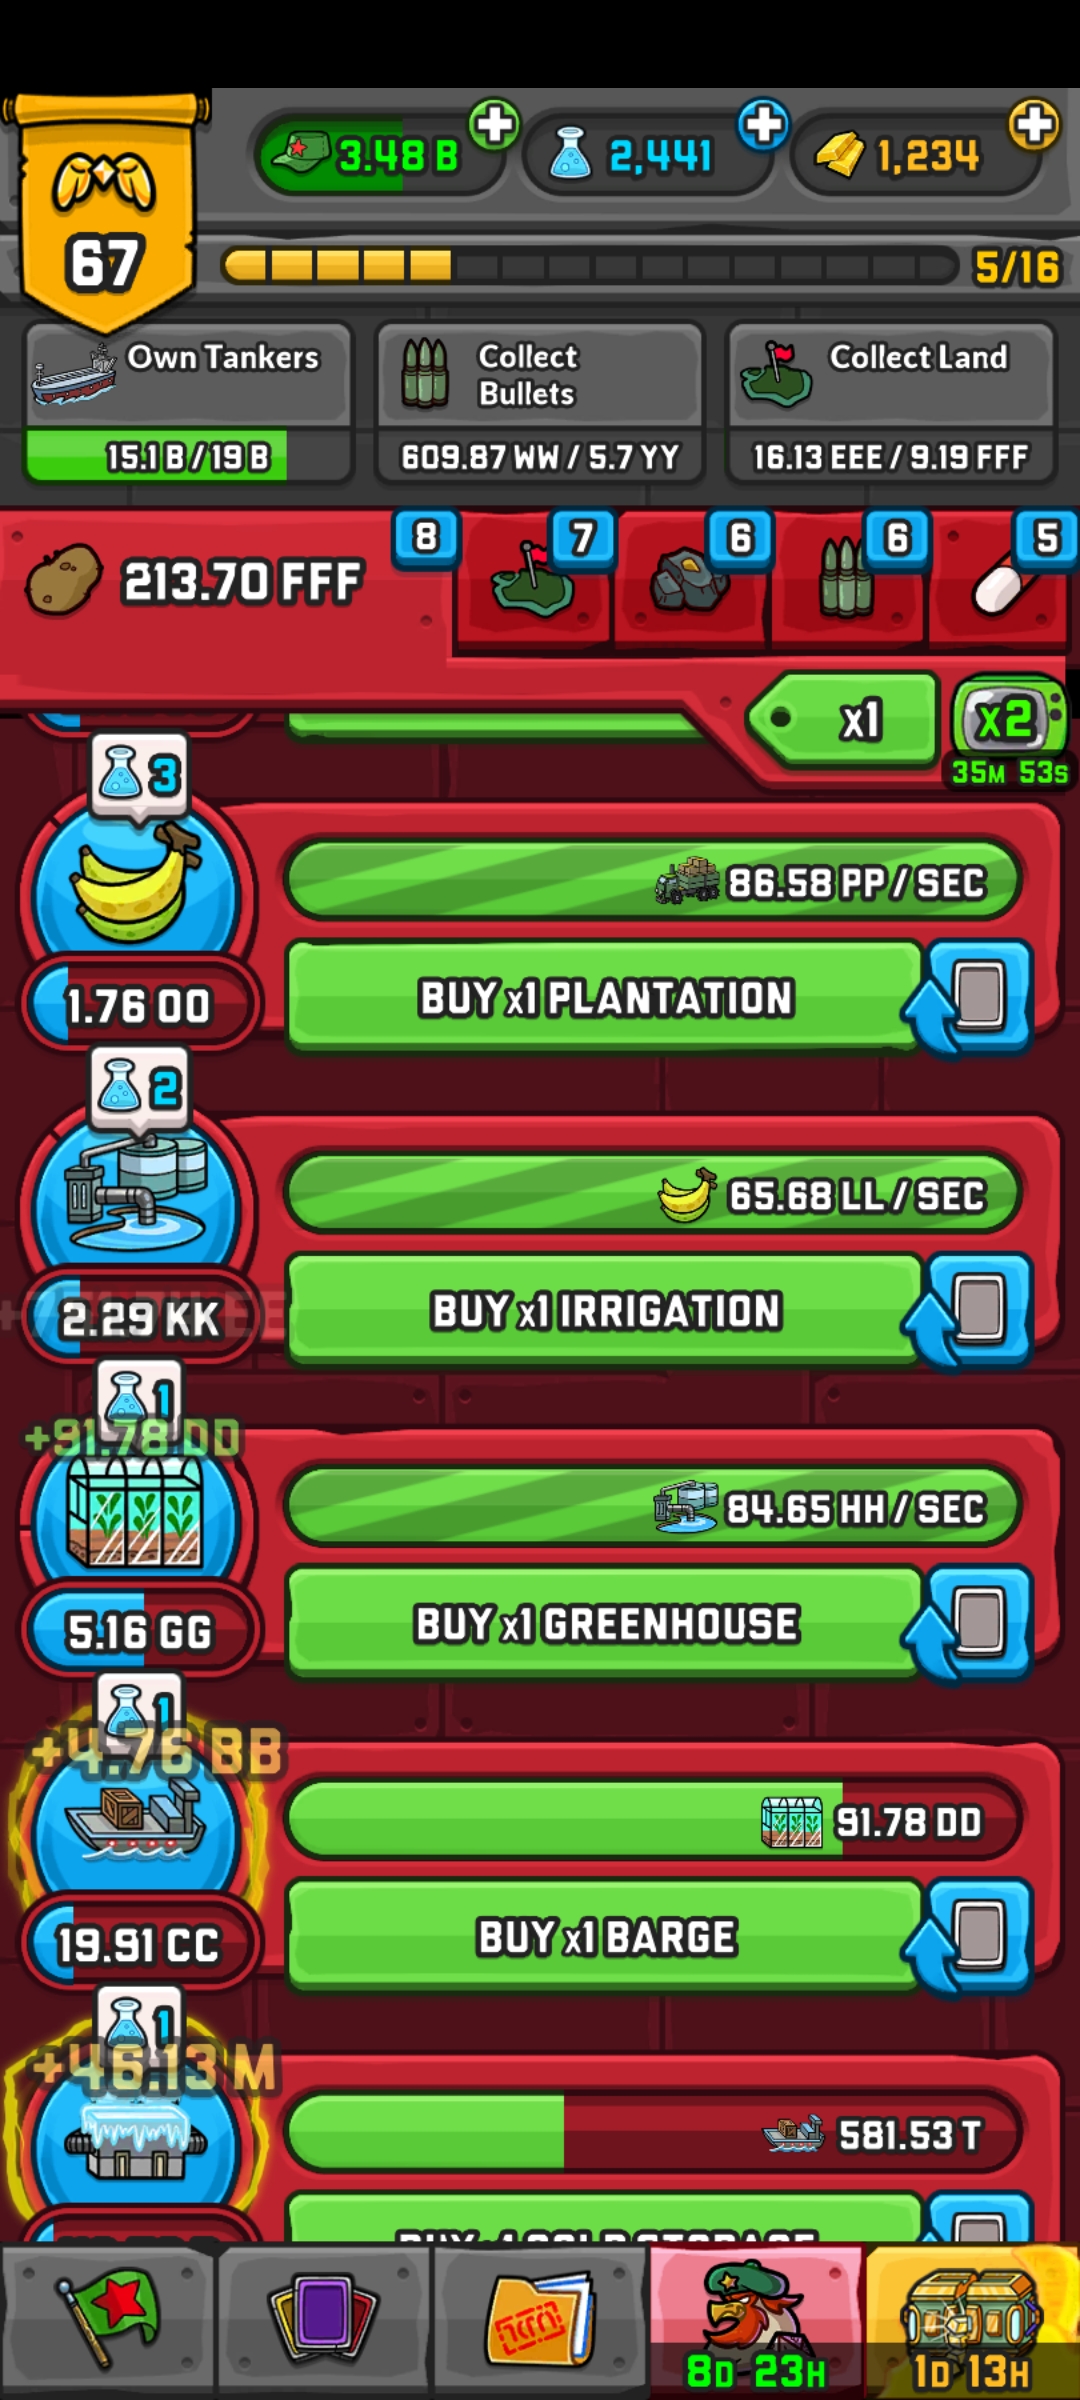 67
3.48 B
2,441
1,234
5/16
Own Tankers
15.1 B / 19 B
Collect
Bullets
609.87 WW / 5.7 YY
Collect Land
16.13 EEE / 9.19 FFF
213.70 FFF
8
7
6
6
5
x1
x2
35M 53S
3
86.58 PP / SEC
1.76 OO
BUY x1 PLANTATION
2
65.68 LL / SEC
2.29 KK
BUY x1 IRRIGATION
1
+91.78 DD
84.65 HH / SEC
5.16 GG
BUY x1 GREENHOUSE
1
+4.76 BB
91.78 DD
19.91 CC
BUY x1 BARGE
1
+46.13 M
581.53 T
BUY x1 COLD STORAGE
8D 23H
1D 13H